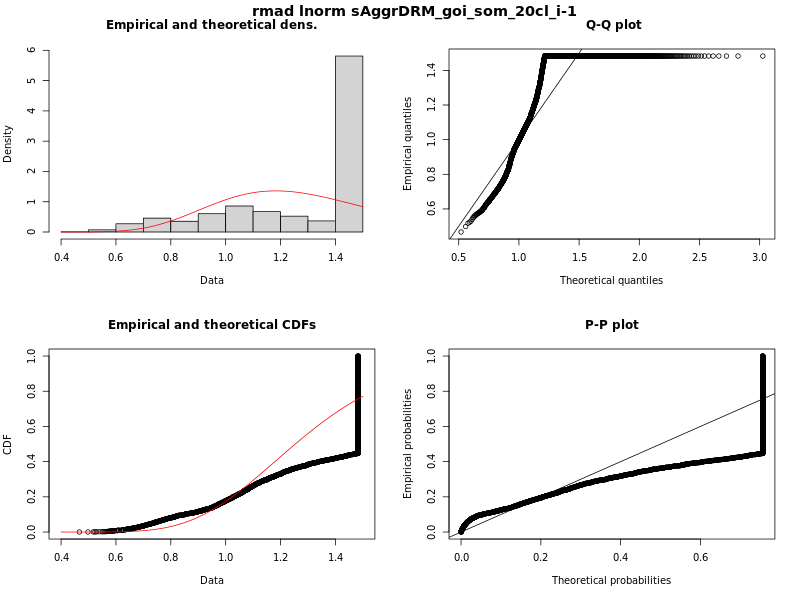 rmad lnorm sAggrDRM_goi_som_20cl_i-1
Empirical and theoretical dens.
Density
0 1 2 3 4 5 6
0.4 0.6 0.8 1.0 1.2 1.4
Data
Q-Q plot
Empirical quantiles
0.6 0.8 1.0 1.2 1.4
0.5 1.0 1.5 2.0 2.5 3.0
Theoretical quantiles
Empirical and theoretical CDFs
CDF
0.0 0.2 0.4 0.6 0.8 1.0
0.4 0.6 0.8 1.0 1.2 1.4
Data
P-P plot
Empirical probabilities
0.0 0.2 0.4 0.6 0.8 1.0
0.0 0.2 0.4 0.6
Theoretical probabilities